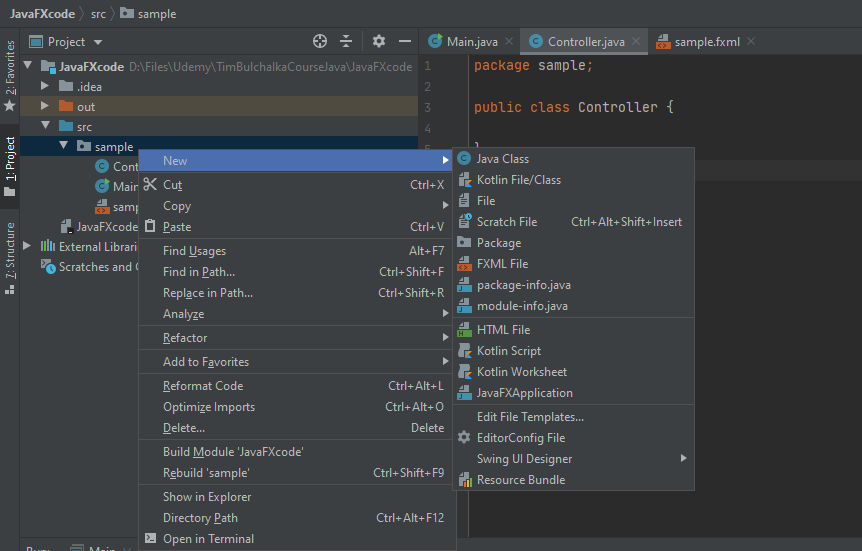 JavaFXcode src sample
Project
Main.java Controller.java sample.fxml
2: Favorites
1: Project
7: Structure
JavaFXcode D:\Files\Udemy\TimBulchalkaCourseJava\JavaFXcode
.idea
out
src
sample
Cont
Main
samp
JavaFXcode
External Librari
Scratches and C
1 package sample;
2
3 public class Controller {
4
5 }
New
Cut Ctrl+X
Copy
Paste Ctrl+V
Find Usages Alt+F7
Find in Path... Ctrl+Shift+F
Replace in Path... Ctrl+Shift+R
Analyze
Refactor
Add to Favorites
Reformat Code Ctrl+Alt+L
Optimize Imports Ctrl+Alt+O
Delete... Delete
Build Module 'JavaFXcode'
Rebuild 'sample' Ctrl+Shift+F9
Show in Explorer
Directory Path Ctrl+Alt+F12
Open in Terminal
Java Class
Kotlin File/Class
File
Scratch File Ctrl+Alt+Shift+Insert
Package
FXML File
package-info.java
module-info.java
HTML File
Kotlin Script
Kotlin Worksheet
JavaFXApplication
Edit File Templates...
EditorConfig File
Swing UI Designer
Resource Bundle
Run: Main